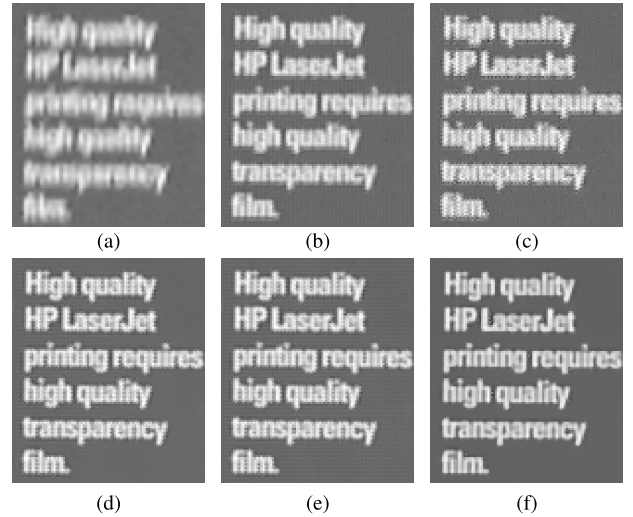 High quality
HP LaserJet
printing requires
high quality
transparency
film.
(a)
High quality
HP LaserJet
printing requires
high quality
transparency
film.
(b)
High quality
HP LaserJet
printing requires
high quality
transparency
film.
(c)
High quality
HP LaserJet
printing requires
high quality
transparency
film.
(d)
High quality
HP LaserJet
printing requires
high quality
transparency
film.
(e)
High quality
HP LaserJet
printing requires
high quality
transparency
film.
(f)